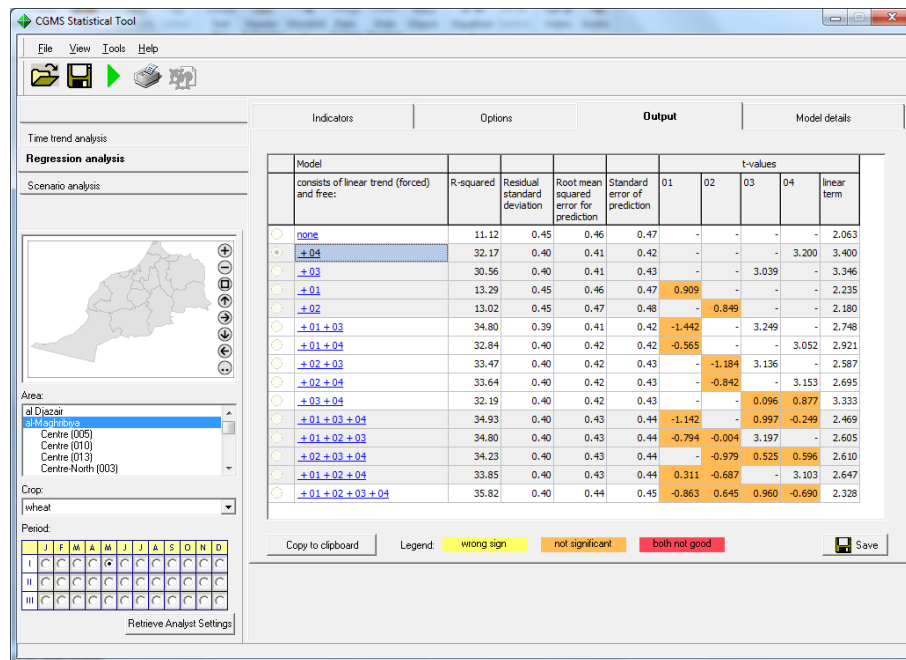 CGMS Statistical Tool
File View Tools Help
Time trend analysis
Regression analysis
Scenario analysis
Indicators Options Output Model details
Model t-values
consists of linear trend (forced) and free: R-squared Residual standard deviation Root mean squared error for prediction Standard error of prediction 01 02 03 04 linear term
none 11.12 0.45 0.46 0.47 - - - - 2.063
+ 04 32.17 0.40 0.41 0.42 - - - 3.200 3.400
+ 03 30.56 0.40 0.41 0.43 - - 3.039 - 3.346
+ 01 13.29 0.45 0.46 0.47 0.909 - - - 2.235
+ 02 13.02 0.45 0.47 0.48 - 0.849 - - 2.180
+ 01 + 03 34.80 0.39 0.41 0.42 -1.442 - 3.249 - 2.748
+ 01 + 04 32.84 0.40 0.42 0.42 -0.565 - - 3.052 2.921
+ 02 + 03 33.47 0.40 0.42 0.43 - -1.184 3.136 - 2.587
+ 02 + 04 33.64 0.40 0.42 0.43 - -0.842 - 3.153 2.695
+ 03 + 04 32.19 0.40 0.42 0.43 - - 0.096 0.877 3.333
+ 01 + 03 + 04 34.93 0.40 0.43 0.44 -1.142 - 0.997 -0.249 2.469
+ 01 + 02 + 03 34.80 0.40 0.43 0.44 -0.794 -0.004 3.197 - 2.605
+ 02 + 03 + 04 34.23 0.40 0.43 0.44 - -0.979 0.525 0.596 2.610
+ 01 + 02 + 04 33.85 0.40 0.43 0.44 0.311 -0.687 - 3.103 2.647
+ 01 + 02 + 03 + 04 35.82 0.40 0.44 0.45 -0.863 0.645 0.960 -0.690 2.328
Area:
al Djazair
al-Maghribiya
Centre (005)
Centre (010)
Centre (013)
Centre-North (003)
Crop:
wheat
Period:
J F M A M J J A S O N D
I
II
III
Retrieve Analyst Settings
Copy to clipboard Legend: wrong sign not significant both not good Save